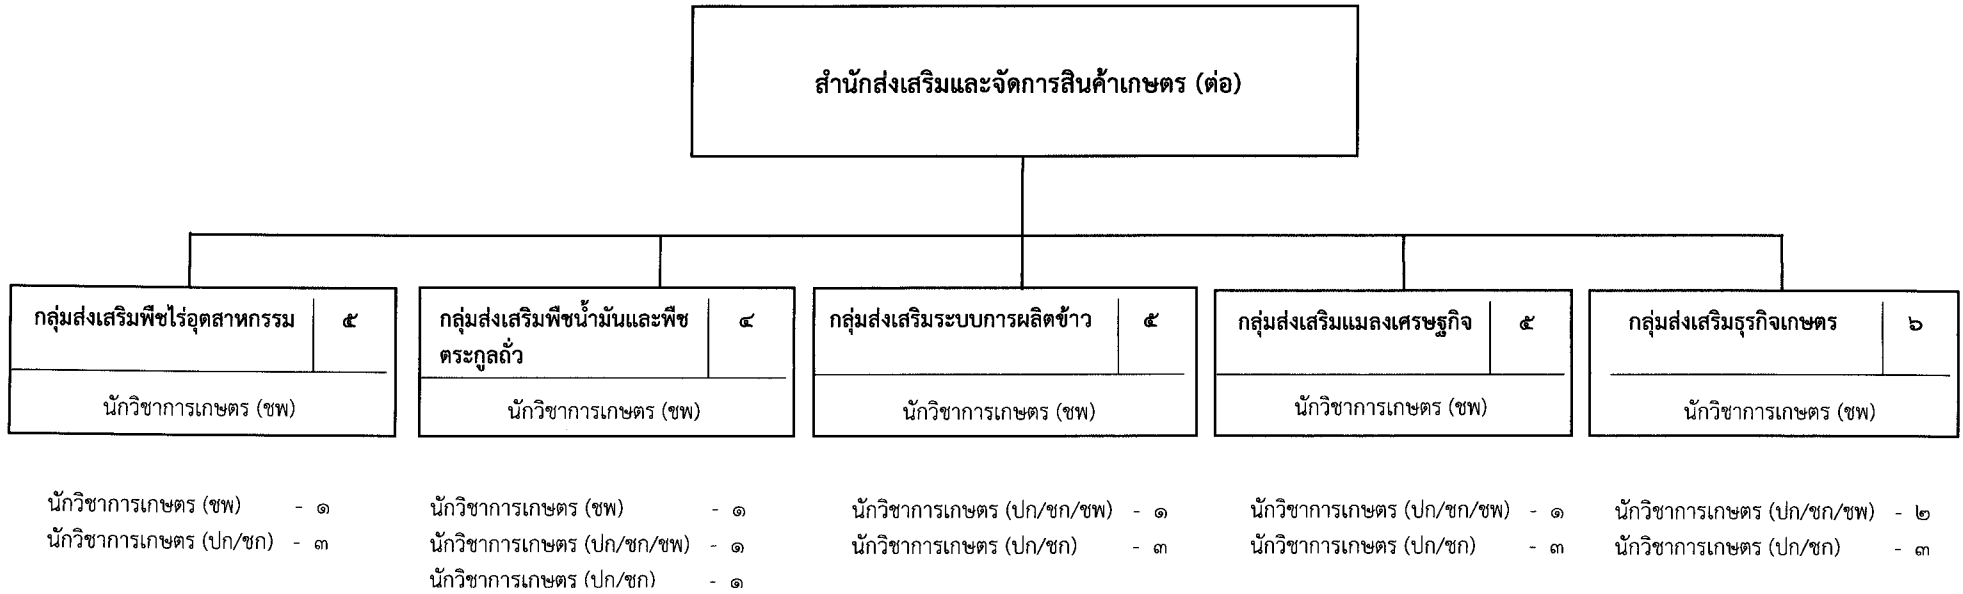 สำนักส่งเสริมและจัดการสินค้าเกษตร (ต่อ)
กลุ่มส่งเสริมพืชไร่อุตสาหกรรม ๕
นักวิชาการเกษตร (ชพ)
นักวิชาการเกษตร (ชพ) - ๑
นักวิชาการเกษตร (ปก/ชก) - ๓
กลุ่มส่งเสริมพืชน้ำมันและพืช ๔
ตระกูลถั่ว
นักวิชาการเกษตร (ชพ)
นักวิชาการเกษตร (ชพ) - ๑
นักวิชาการเกษตร (ปก/ชก/ชพ) - ๑
นักวิชาการเกษตร (ปก/ชก) - ๑
กลุ่มส่งเสริมระบบการผลิตข้าว ๕
นักวิชาการเกษตร (ชพ)
นักวิชาการเกษตร (ปก/ชก/ชพ) - ๑
นักวิชาการเกษตร (ปก/ชก) - ๓
กลุ่มส่งเสริมแมลงเศรษฐกิจ ๕
นักวิชาการเกษตร (ชพ)
นักวิชาการเกษตร (ปก/ชก/ชพ) - ๑
นักวิชาการเกษตร (ปก/ชก) - ๓
กลุ่มส่งเสริมธุรกิจเกษตร ๖
นักวิชาการเกษตร (ชพ)
นักวิชาการเกษตร (ปก/ชก/ชพ) - ๒
นักวิชาการเกษตร (ปก/ชก) - ๓